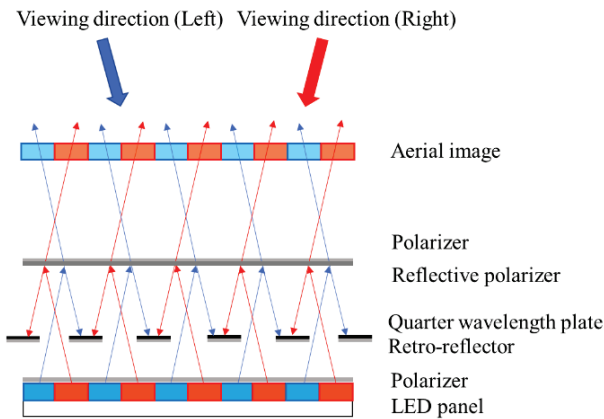 Viewing direction (Left)
Viewing direction (Right)
Aerial image
Polarizer
Reflective polarizer
Quarter wavelength plate
Retro-reflector
Polarizer
LED panel